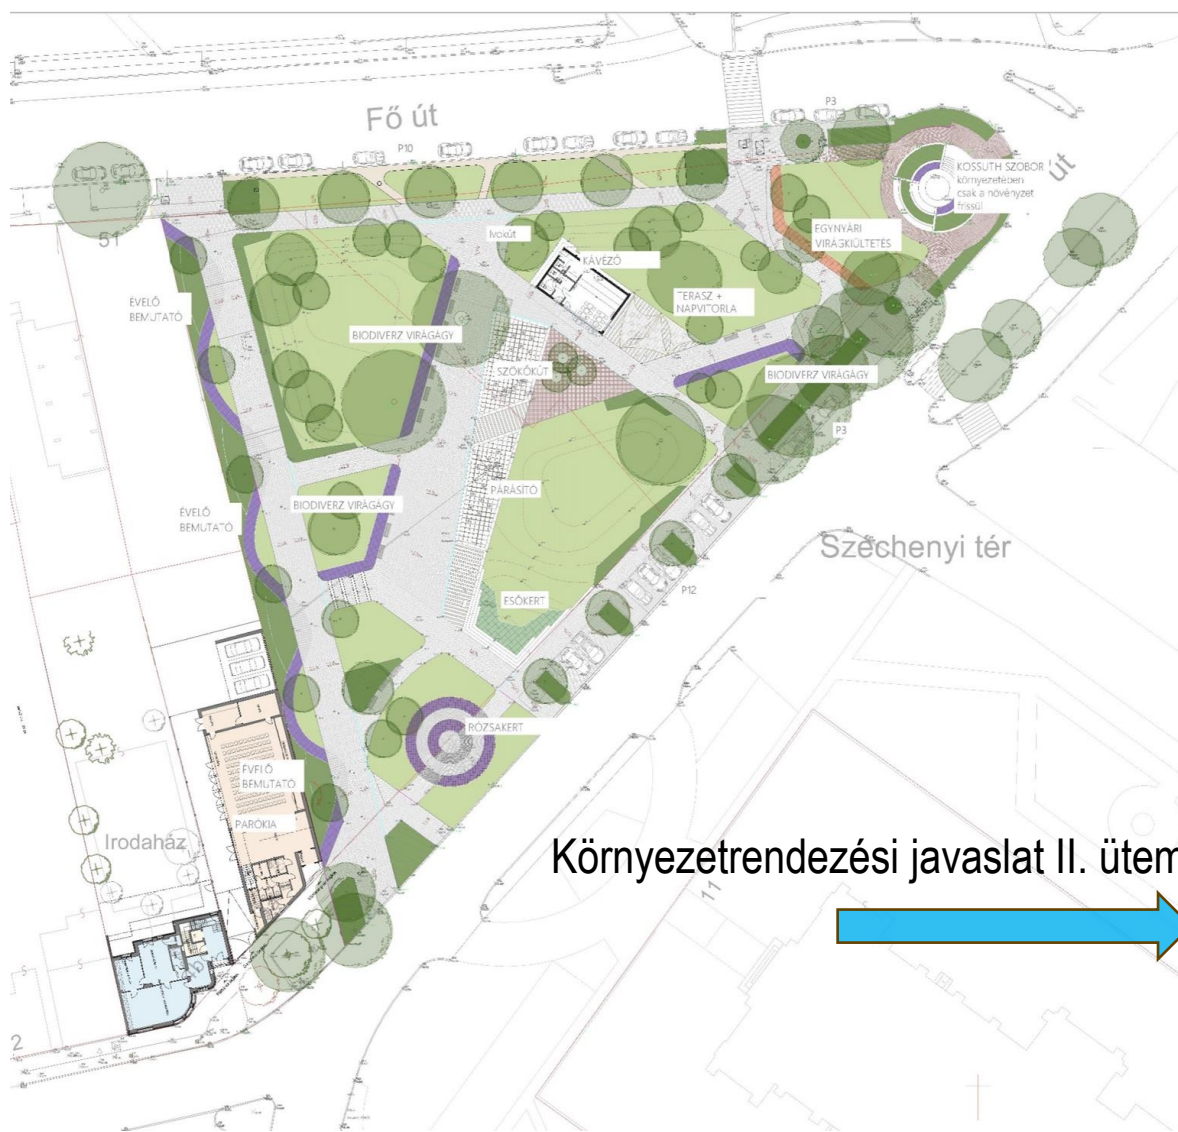 Fő út
P3
P10
KOSSUTH SZOBOR
környezetében
csak a növényzet
frissül
út
51
Ivókút
EGYNYÁRI
VIRÁGKIÜLTETÉS
KÁVÉZÓ
ÉVELŐ
BEMUTATÓ
TERASZ +
NAPVITORLA
BIODIVERZ VIRÁGÁGY
SZÖKŐKÚT
BIODIVERZ VIRÁGÁGY
P3
PÁRÁSÍTÓ
ÉVELŐ
BEMUTATÓ
BIODIVERZ VIRÁGÁGY
Széchenyi tér
P12
ESŐKERT
RÓZSAKERT
ÉVELŐ
BEMUTATÓ
PARÓKIA
Irodaház
Környezetrendezési javaslat II. ütem
11
2